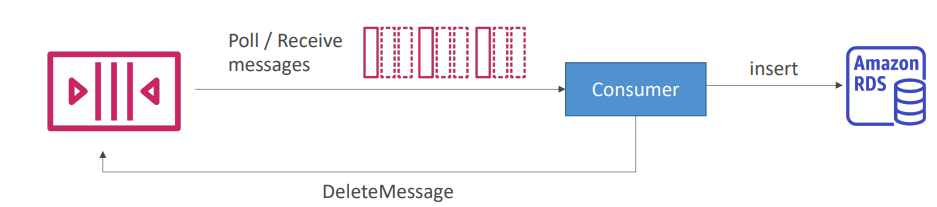 Poll / Receive
messages
Consumer
insert
Amazon
RDS
DeleteMessage